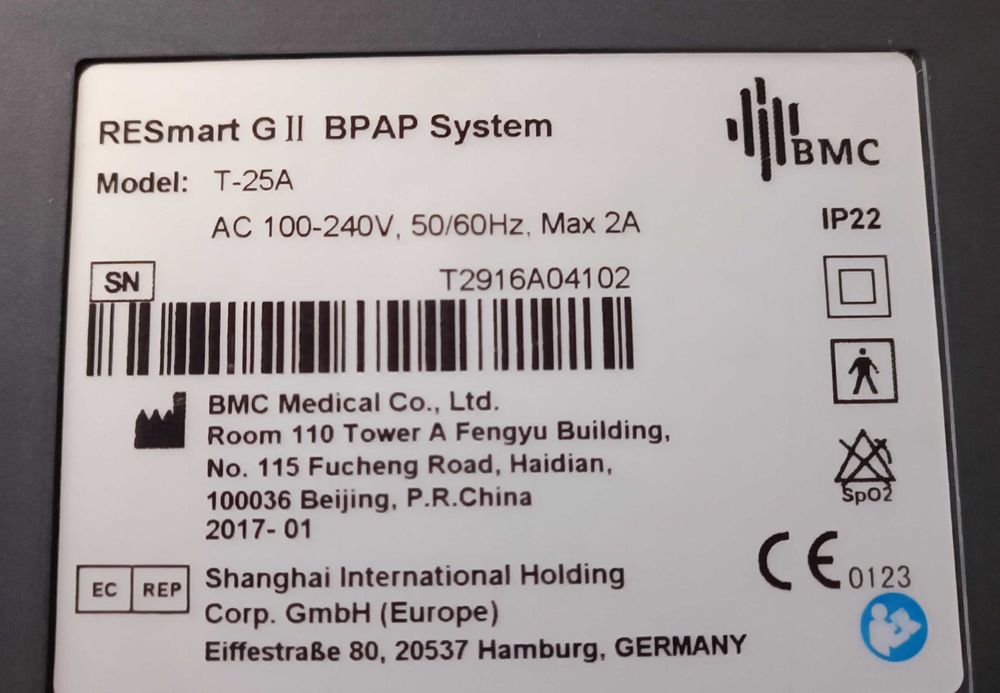 RESmart G II BPAP System
BMC
Model: T-25A
AC 100-240V, 50/60Hz, Max 2A
IP22
SN T2916A04102
BMC Medical Co., Ltd.
Room 110 Tower A Fengyu Building,
No. 115 Fucheng Road, Haidian,
100036 Beijing, P.R.China
2017- 01
SpO2
EC REP
Shanghai International Holding
Corp. GmbH (Europe)
Eiffestraße 80, 20537 Hamburg, GERMANY
CE 0123